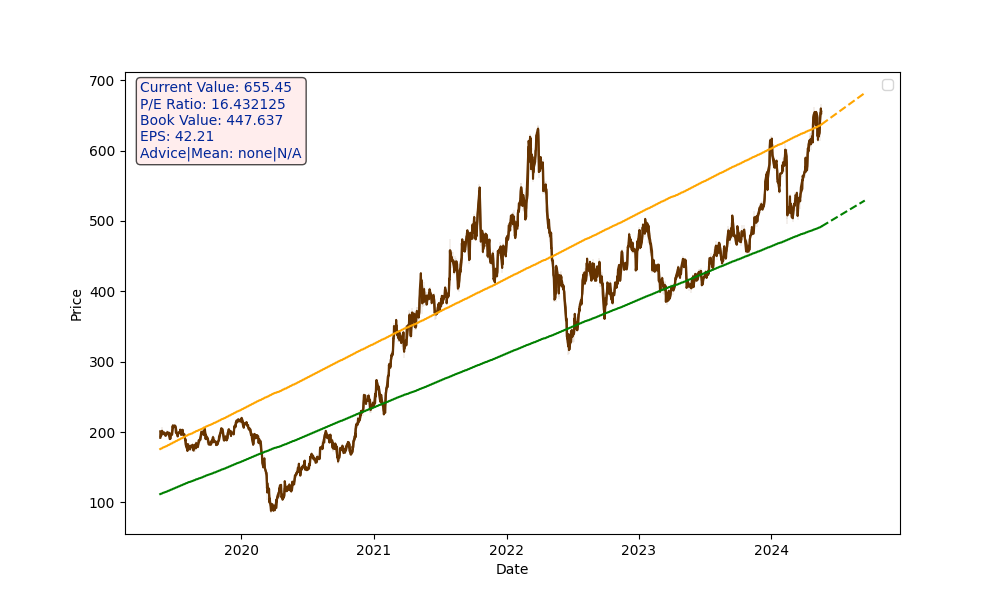 700
600
500
400
300
200
100
Price
Current Value: 655.45
P/E Ratio: 16.432125
Book Value: 447.637
EPS: 42.21
Advice|Mean: none|N/A
2020
2021
2022
2023
2024
Date